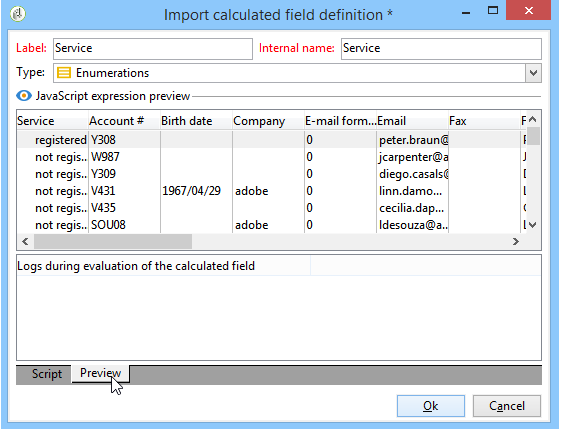 Import calculated field definition *
Label: Service Internal name: Service
Type: Enumerations
JavaScript expression preview
Service Account # Birth date Company E-mail form... Email Fax F
registered Y308 0 peter.braun@
not regis... W987 0 jcarpenter@a
not regis... Y309 0 diego.casals@
not regis... V431 1967/04/29 adobe 0 linn.damo... L
not regis... V435 0 cecilia.dap...
not regis... SOU08 adobe 0 ldesouza@a... L
Logs during evaluation of the calculated field
Script Preview
Ok Cancel